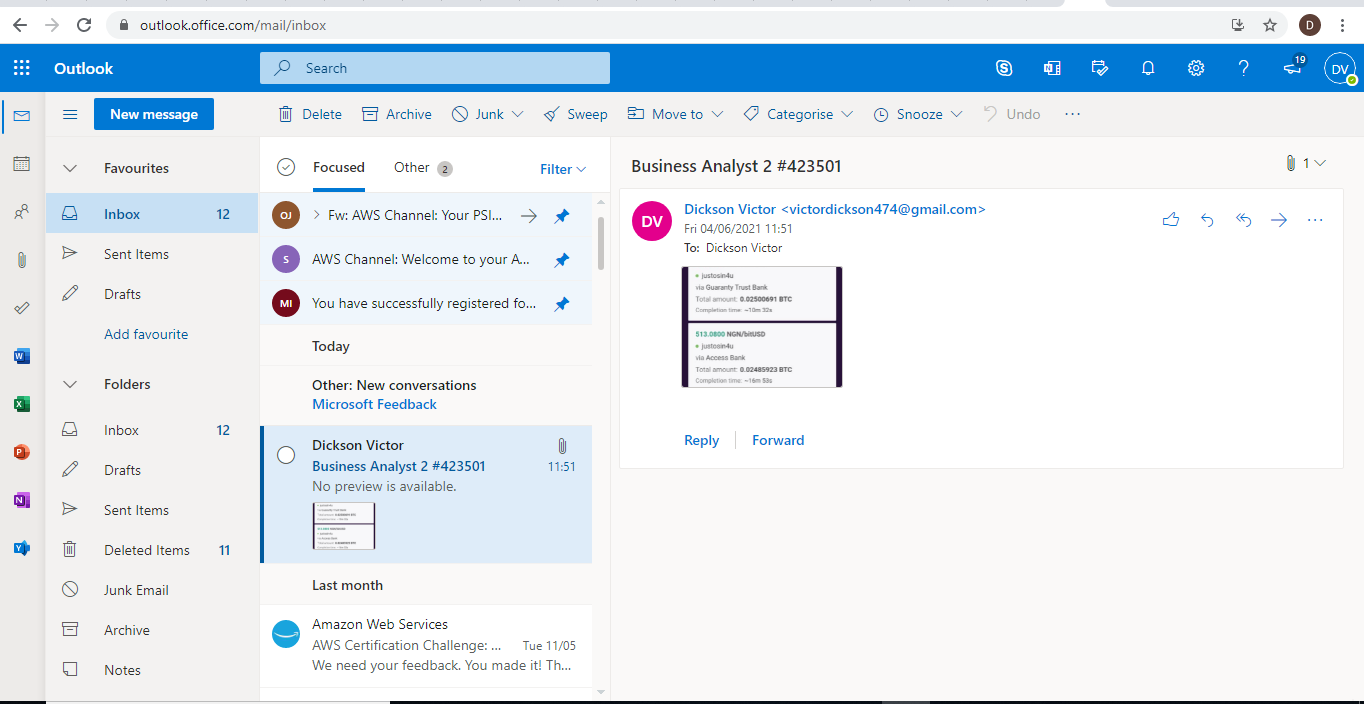 outlook.office.com/mail/inbox
D
Outlook
Search
19
DV
New message
Delete
Archive
Junk
Sweep
Move to
Categorise
Snooze
Undo
Favourites
Inbox 12
Sent Items
Drafts
Add favourite
Folders
Inbox 12
Drafts
Sent Items
Deleted Items 11
Junk Email
Archive
Notes
Focused
Other 2
Filter
OJ
Fw: AWS Channel: Your PSI...
S
AWS Channel: Welcome to your A...
MI
You have successfully registered fo...
Today
Other: New conversations
Microsoft Feedback
Dickson Victor
Business Analyst 2 #423501 11:51
No preview is available.
Last month
Amazon Web Services
AWS Certification Challenge: ... Tue 11/05
We need your feedback. You made it! Th...
Business Analyst 2 #423501
1
DV
Dickson Victor <victordickson474@gmail.com>
Fri 04/06/2021 11:51
To: Dickson Victor
justosin4u
via Guaranty Trust Bank
Total amount: 0.02500691 BTC
Completion time: ~10m 32s
513.0800 NGN/bitUSD
justosin4u
via Access Bank
Total amount: 0.02485923 BTC
Completion time: ~16m 53s
Reply
Forward